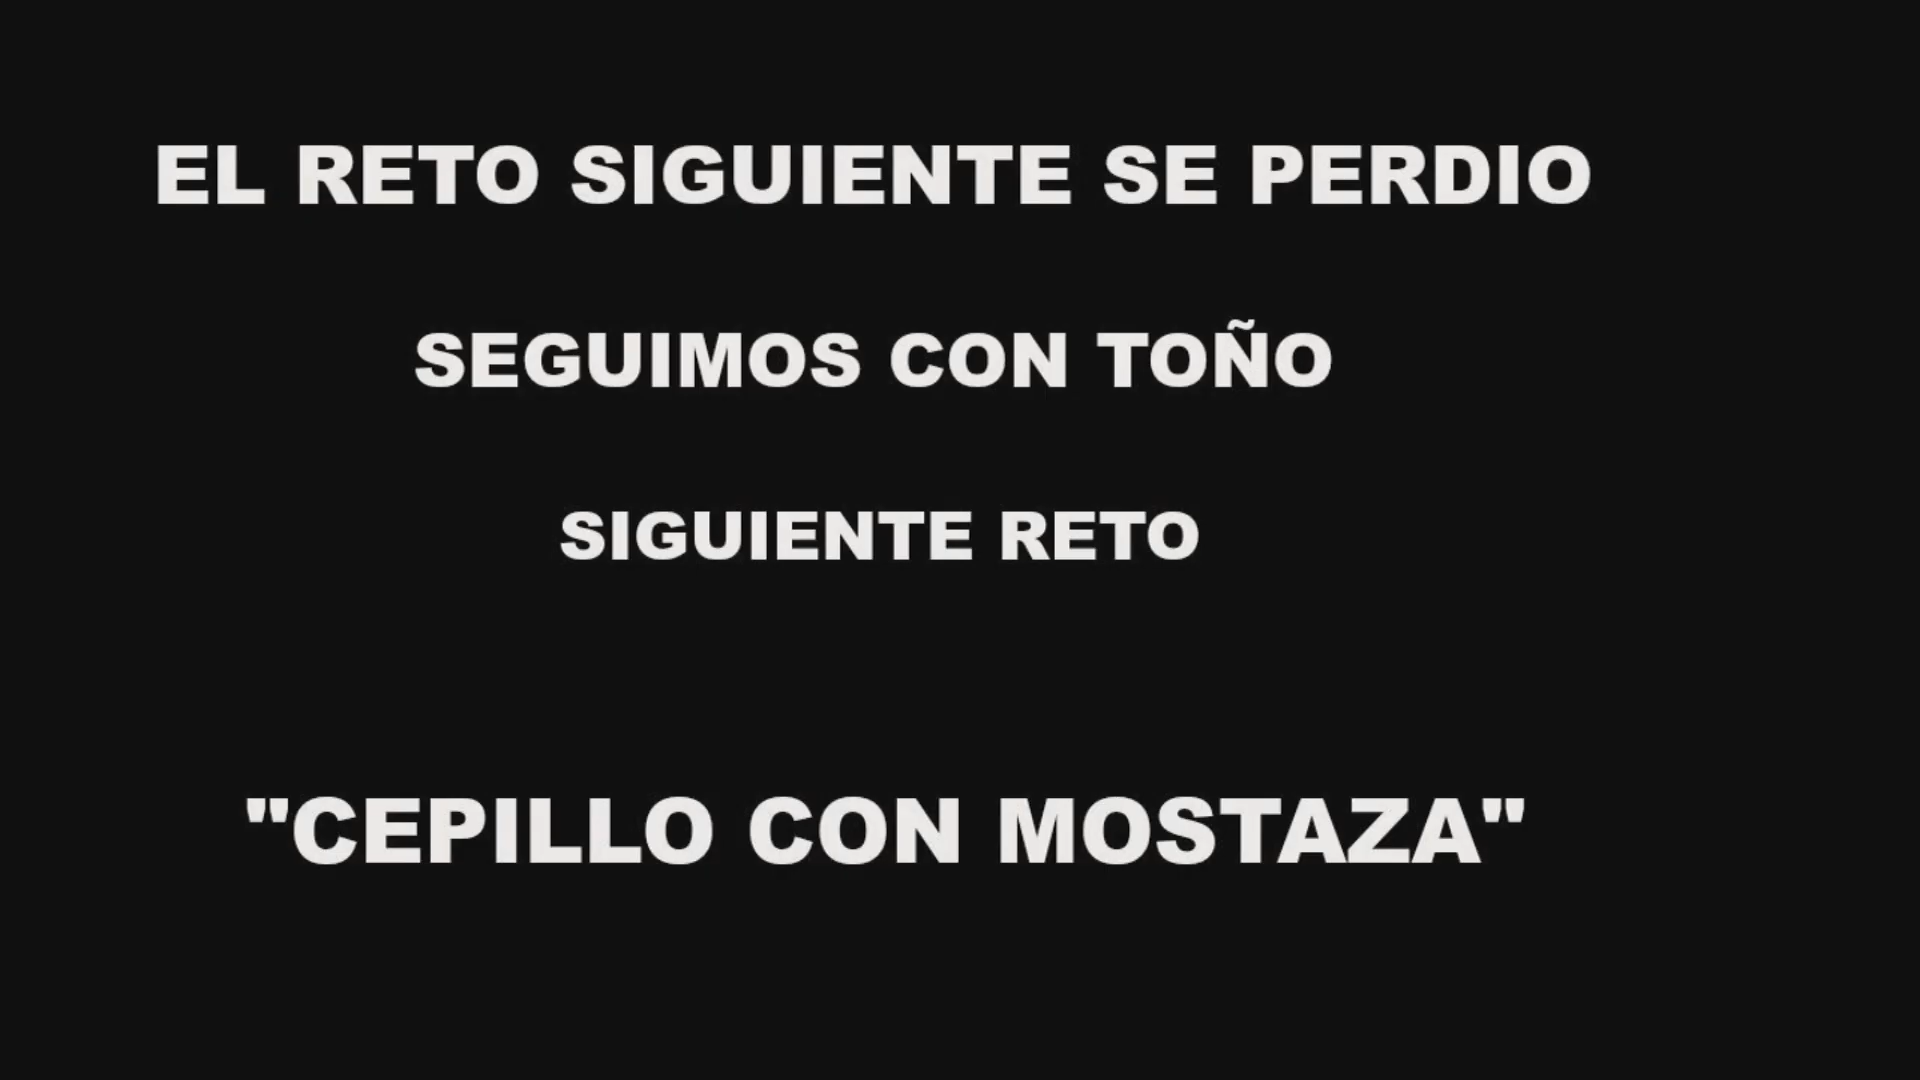 EL RETO SIGUIENTE SE PERDIO
SEGUIMOS CON TOÑO
SIGUIENTE RETO
"CEPILLO CON MOSTAZA"